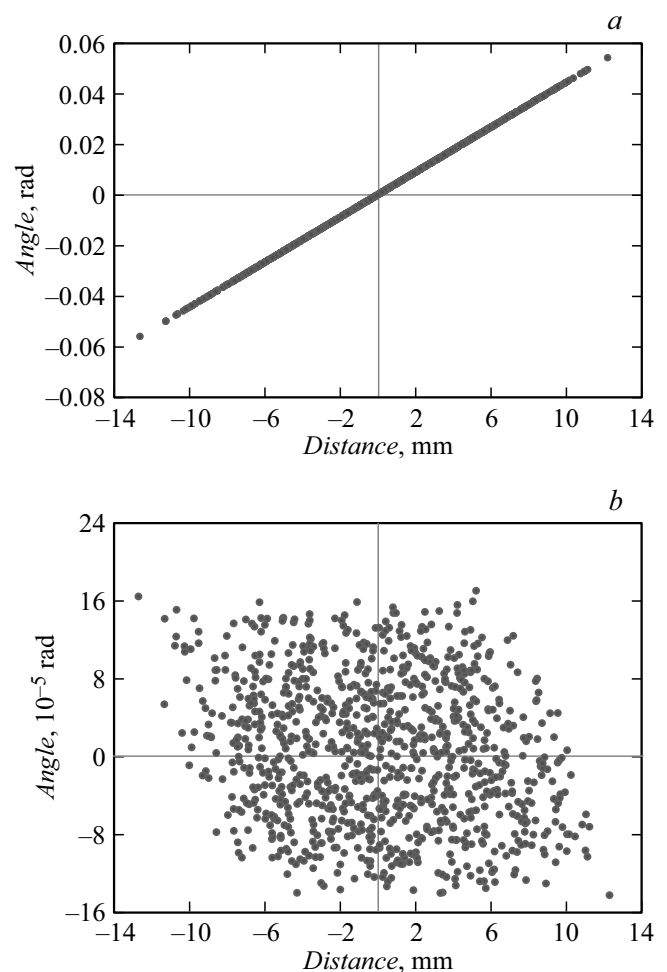 a
0.06
0.04
0.02
0
–0.02
–0.04
–0.06
–0.08
Angle, rad
–14 –10 –6 –2 2 6 10 14
Distance, mm
b
24
16
8
0
–8
–16
Angle, 10⁻⁵ rad
–14 –10 –6 –2 2 6 10 14
Distance, mm